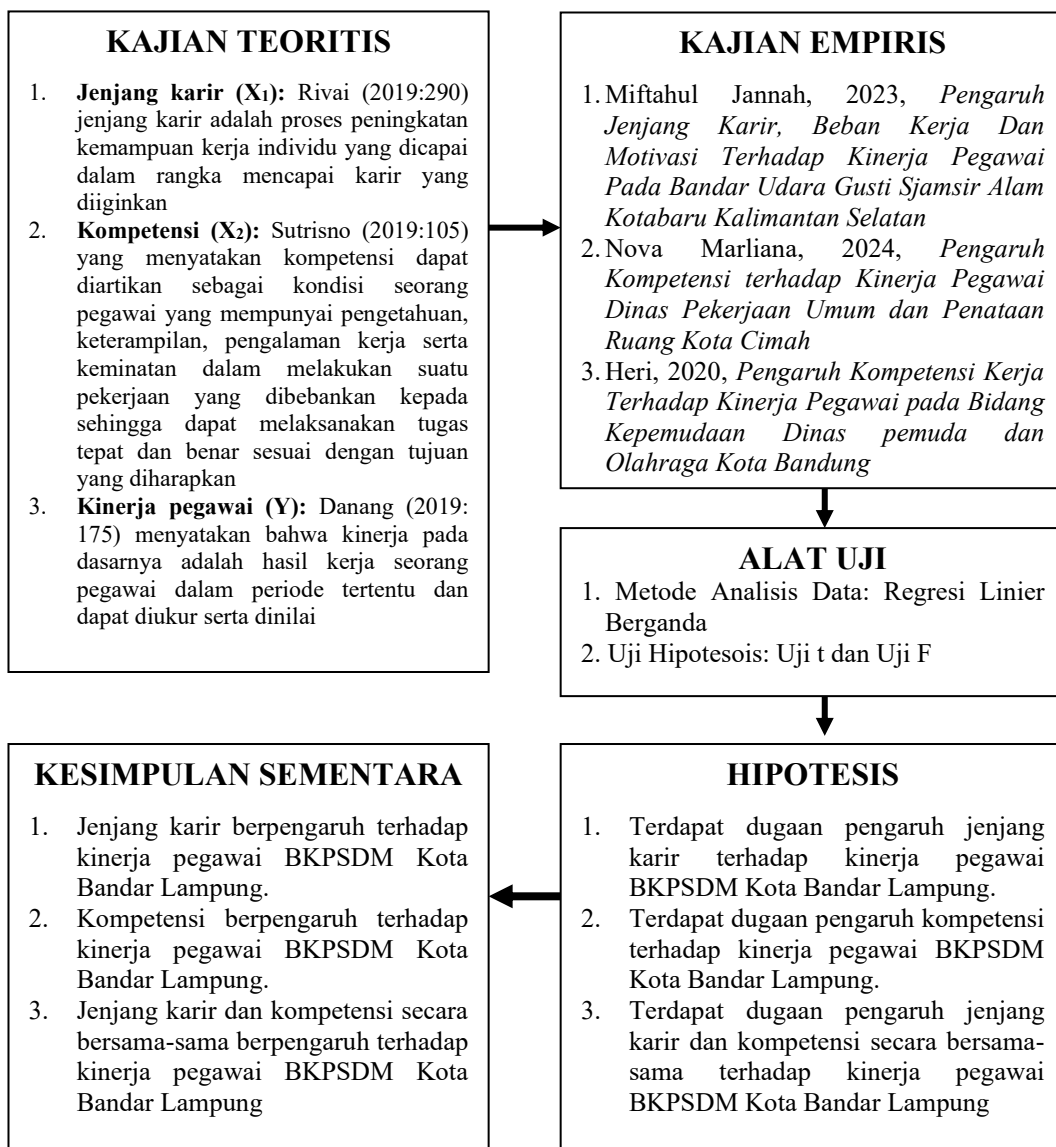 KAJIAN TEORITIS
1. Jenjang karir (X₁): Rivai (2019:290)
jenjang karir adalah proses peningkatan
kemampuan kerja individu yang dicapai
dalam rangka mencapai karir yang
diiginkan
2. Kompetensi (X₂): Sutrisno (2019:105)
yang menyatakan kompetensi dapat
diartikan sebagai kondisi seorang
pegawai yang mempunyai pengetahuan,
keterampilan, pengalaman kerja serta
keminatan dalam melakukan suatu
pekerjaan yang dibebankan kepada
sehingga dapat melaksanakan tugas
tepat dan benar sesuai dengan tujuan
yang diharapkan
3. Kinerja pegawai (Y): Danang (2019:
175) menyatakan bahwa kinerja pada
dasarnya adalah hasil kerja seorang
pegawai dalam periode tertentu dan
dapat diukur serta dinilai
KAJIAN EMPIRIS
1. Miftahul Jannah, 2023, Pengaruh
Jenjang Karir, Beban Kerja Dan
Motivasi Terhadap Kinerja Pegawai
Pada Bandar Udara Gusti Sjamsir Alam
Kotabaru Kalimantan Selatan
2. Nova Marliana, 2024, Pengaruh
Kompetensi terhadap Kinerja Pegawai
Dinas Pekerjaan Umum dan Penataan
Ruang Kota Cimah
3. Heri, 2020, Pengaruh Kompetensi Kerja
Terhadap Kinerja Pegawai pada Bidang
Kepemudaan Dinas pemuda dan
Olahraga Kota Bandung
ALAT UJI
1. Metode Analisis Data: Regresi Linier
Berganda
2. Uji Hipotesois: Uji t dan Uji F
HIPOTESIS
1. Terdapat dugaan pengaruh jenjang
karir terhadap kinerja pegawai
BKPSDM Kota Bandar Lampung.
2. Terdapat dugaan pengaruh kompetensi
terhadap kinerja pegawai BKPSDM
Kota Bandar Lampung.
3. Terdapat dugaan pengaruh jenjang
karir dan kompetensi secara bersama-
sama terhadap kinerja pegawai
BKPSDM Kota Bandar Lampung
KESIMPULAN SEMENTARA
1. Jenjang karir berpengaruh terhadap
kinerja pegawai BKPSDM Kota
Bandar Lampung.
2. Kompetensi berpengaruh terhadap
kinerja pegawai BKPSDM Kota
Bandar Lampung.
3. Jenjang karir dan kompetensi secara
bersama-sama berpengaruh terhadap
kinerja pegawai BKPSDM Kota
Bandar Lampung